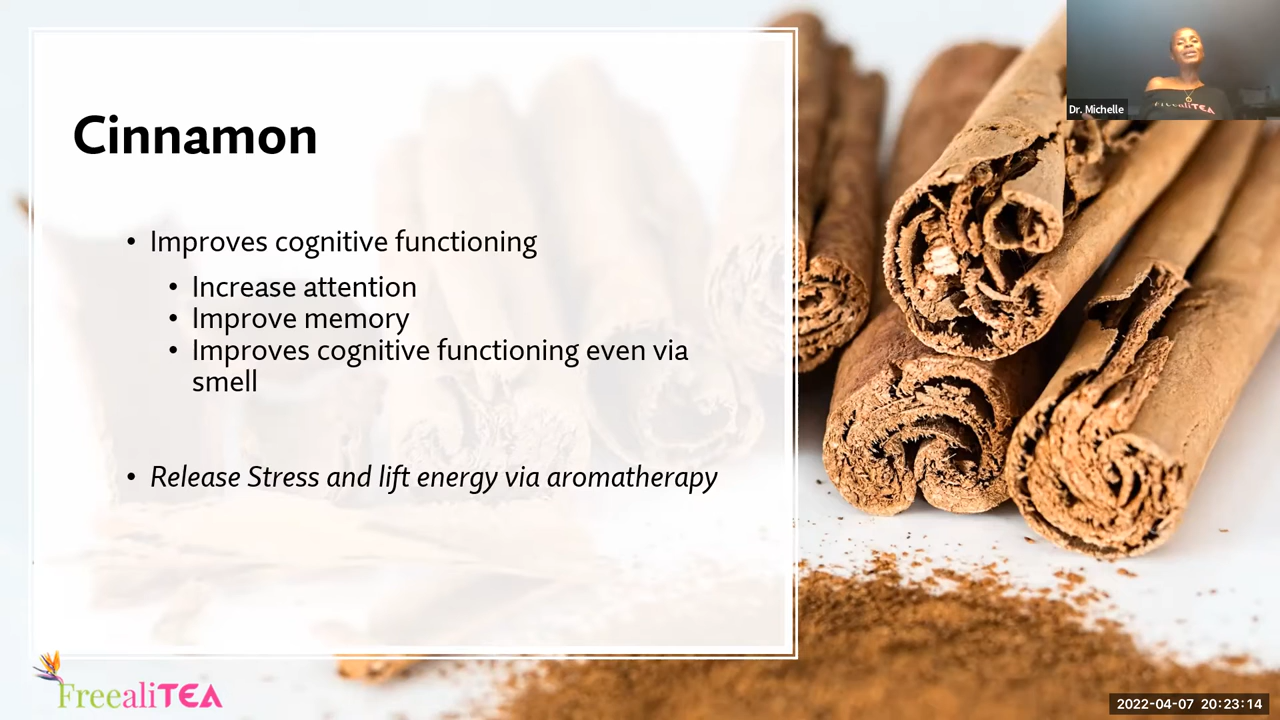 Dr. Michelle
FreealiTEA
Cinnamon
• Improves cognitive functioning
• Increase attention
• Improve memory
• Improves cognitive functioning even via
smell
• Release Stress and lift energy via aromatherapy
FreealiTEA
2022-04-07 20:23:14